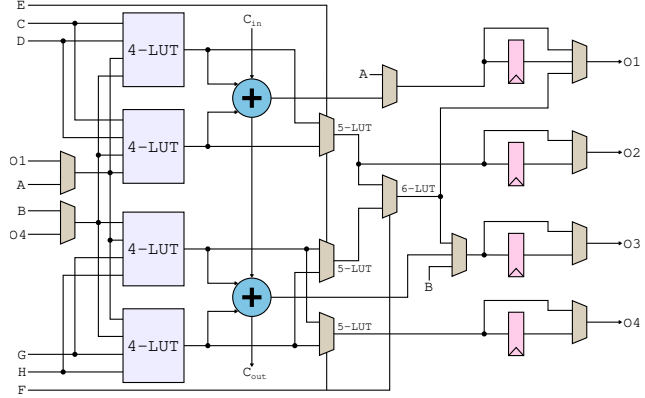 E
C
D
C_in
4-LUT
A
O1
+
4-LUT
5-LUT
O2
O1
A
6-LUT
B
O4
4-LUT
O3
5-LUT
B
+
4-LUT
5-LUT
O4
G
H
C_out
F